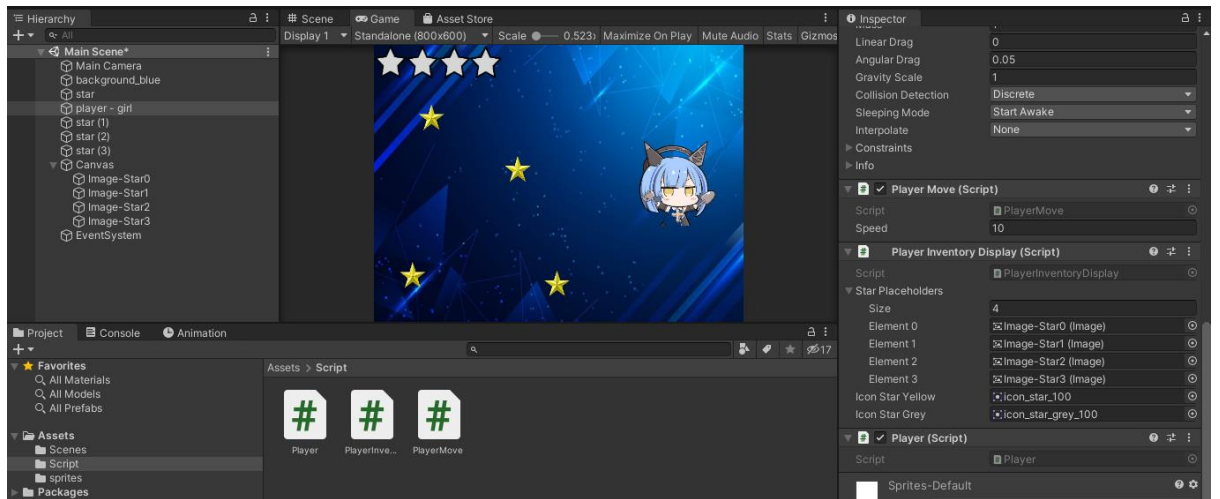 Hierarchy
All
Main Scene*
Main Camera
background_blue
star
player - girl
star (1)
star (2)
star (3)
Canvas
Image-Star0
Image-Star1
Image-Star2
Image-Star3
EventSystem
Scene Game Asset Store
Display 1 Standalone (800x600) Scale 0.523 Maximize On Play Mute Audio Stats Gizmos
Project Console Animation
17
Favorites
All Materials
All Models
All Prefabs
Assets
Scenes
Script
sprites
Packages
Assets > Script
Player PlayerInve... PlayerMove
Inspector
Linear Drag 0
Angular Drag 0.05
Gravity Scale 1
Collision Detection Discrete
Sleeping Mode Start Awake
Interpolate None
Constraints
Info
# Player Move (Script)
Script PlayerMove
Speed 10
# Player Inventory Display (Script)
Script PlayerInventoryDisplay
Star Placeholders
Size 4
Element 0 Image-Star0 (Image)
Element 1 Image-Star1 (Image)
Element 2 Image-Star2 (Image)
Element 3 Image-Star3 (Image)
Icon Star Yellow icon_star_100
Icon Star Grey icon_star_grey_100
# Player (Script)
Script Player
Sprites-Default